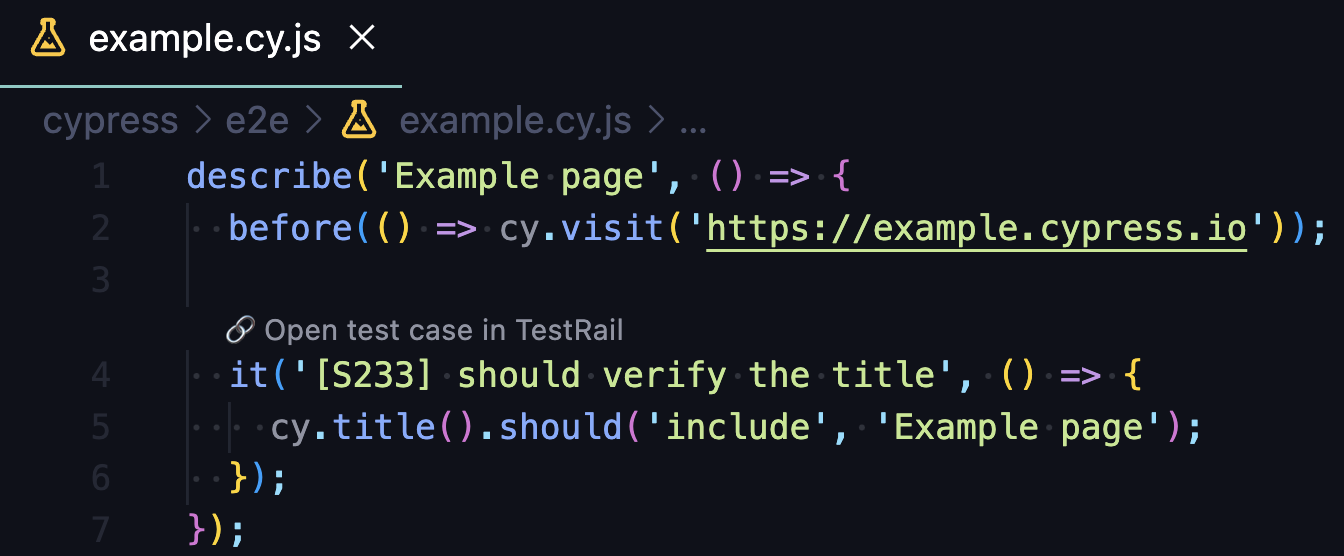 example.cy.js ×
cypress > e2e > example.cy.js > ...
1 describe('Example page', () => {
2   before(() => cy.visit('https://example.cypress.io'));
3
Open test case in TestRail
4   it('[S233] should verify the title', () => {
5     cy.title().should('include', 'Example page');
6   });
7 });